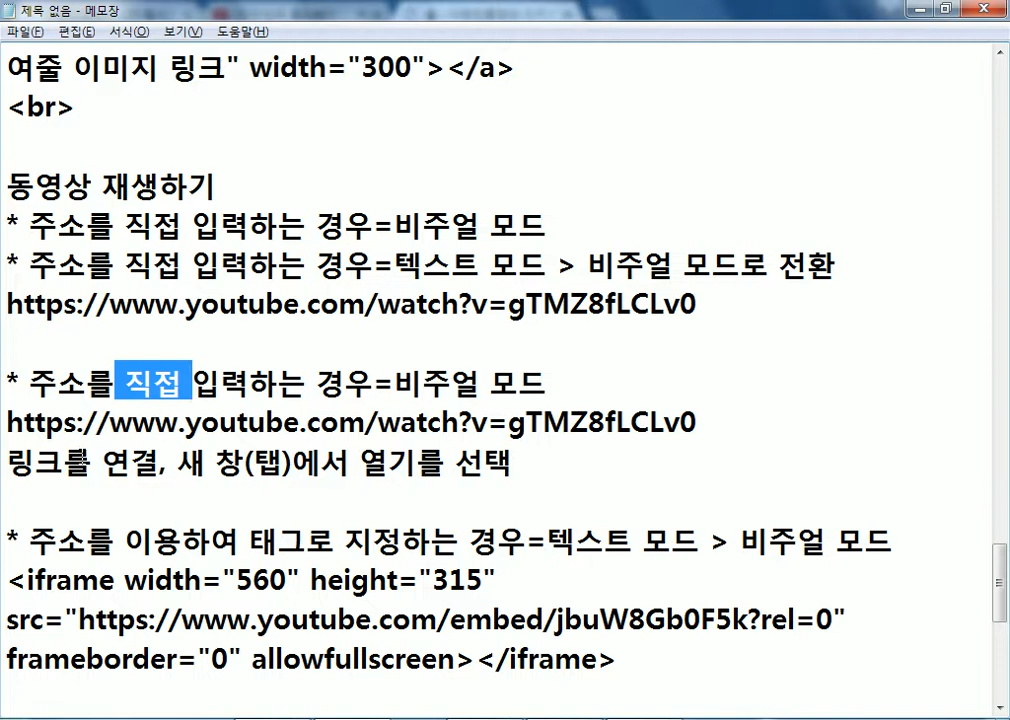 제목 없음 - 메모장
파일(F) 편집(E) 서식(O) 보기(V) 도움말(H)
여줄 이미지 링크" width="300"></a>
<br>
동영상 재생하기
* 주소를 직접 입력하는 경우=비주얼 모드
* 주소를 직접 입력하는 경우=텍스트 모드 > 비주얼 모드로 전환
https://www.youtube.com/watch?v=gTMZ8fLCLv0
* 주소를 직접 입력하는 경우=비주얼 모드
https://www.youtube.com/watch?v=gTMZ8fLCLv0
링크를 연결, 새 창(탭)에서 열기를 선택
* 주소를 이용하여 태그로 지정하는 경우=텍스트 모드 > 비주얼 모드
<iframe width="560" height="315"
src="https://www.youtube.com/embed/jbuW8Gb0F5k?rel=0"
frameborder="0" allowfullscreen></iframe>